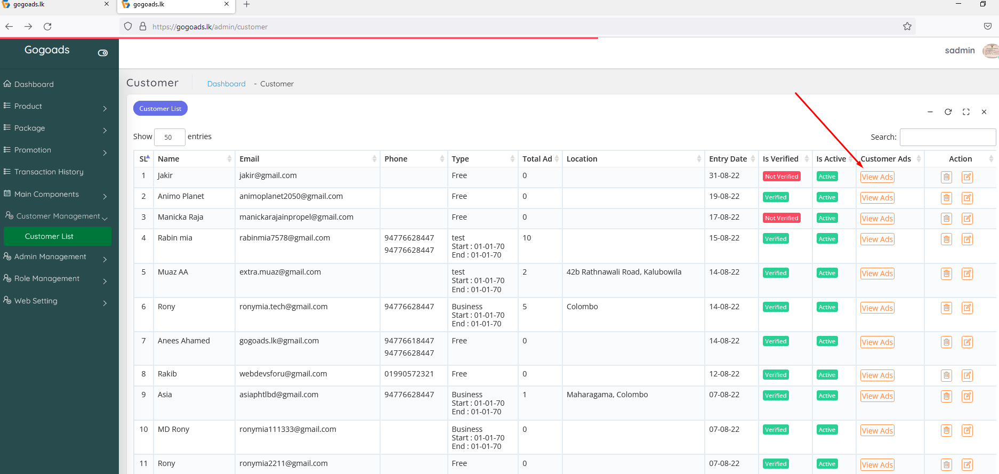 gogoads.lk
gogoads.lk
https://gogoads.lk/admin/customer
Gogoads
sadmin
Dashboard
Product
Package
Promotion
Transaction History
Main Components
Customer Management
Customer List
Admin Management
Role Management
Web Setting
Customer Dashboard - Customer
Customer List
Show 50 entries
Search:
SL Name Email Phone Type Total Ad Location Entry Date Is Verified Is Active Customer Ads Action
1 Jakir jakir@gmail.com Free 0 31-08-22 Not Verified Active View Ads
2 Animo Planet animoplanet2050@gmail.com Free 0 19-08-22 Verified Active View Ads
3 Manicka Raja manickarajainpropel@gmail.com Free 0 17-08-22 Not Verified Active View Ads
4 Rabin mia rabinmia7578@gmail.com 94776628447 test 10 15-08-22 Verified Active View Ads
94776628447 Start : 01-01-70
End : 01-01-70
5 Muaz AA extra.muaz@gmail.com test 2 42b Rathnawali Road, Kalubowila 14-08-22 Verified Active View Ads
Start : 01-01-70
End : 01-01-70
6 Rony ronymia.tech@gmail.com 94776628447 Business 5 Colombo 14-08-22 Verified Active View Ads
Start : 01-01-70
End : 01-01-70
7 Anees Ahamed gogoads.lk@gmail.com 94776618447 Free 0 14-08-22 Verified Active View Ads
94776628447
8 Rakib webdevsforu@gmail.com 01990572321 Free 0 12-08-22 Verified Active View Ads
9 Asia asiaphtlbd@gmail.com 94776628447 Business 1 Maharagama, Colombo 07-08-22 Verified Active View Ads
Start : 01-01-70
End : 01-01-70
10 MD Rony ronymia111333@gmail.com Business 0 07-08-22 Verified Active View Ads
Start : 01-01-70
End : 01-01-70
11 Rony ronymia2211@gmail.com Free 0 07-08-22 Verified Active View Ads